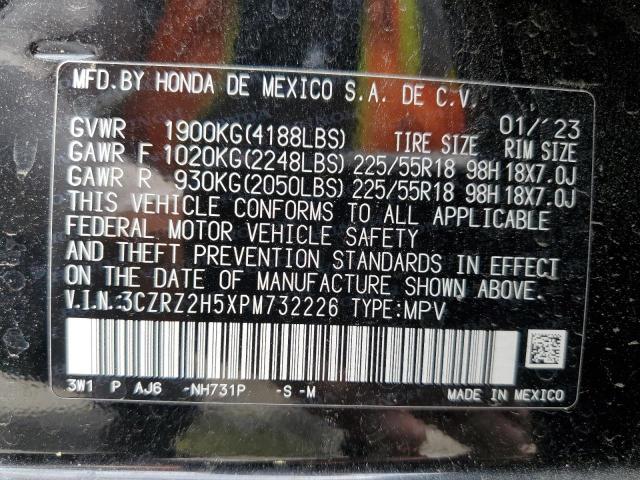 MFD. BY HONDA DE MEXICO S.A. DE C.V.
01/'23
GVWR 1900KG(4188LBS) TIRE SIZE RIM SIZE
GAWR F 1020KG(2248LBS) 225/55R18 98H 18X7.0J
GAWR R 930KG(2050LBS) 225/55R18 98H 18X7.0J
THIS VEHICLE CONFORMS TO ALL APPLICABLE
FEDERAL MOTOR VEHICLE SAFETY
AND THEFT PREVENTION STANDARDS IN EFFECT
ON THE DATE OF MANUFACTURE SHOWN ABOVE.
V.I.N.3CZRZ2H5XPM732226 TYPE:MPV
3W1 P AJ6 -NH731P -S -M
MADE IN MEXICO